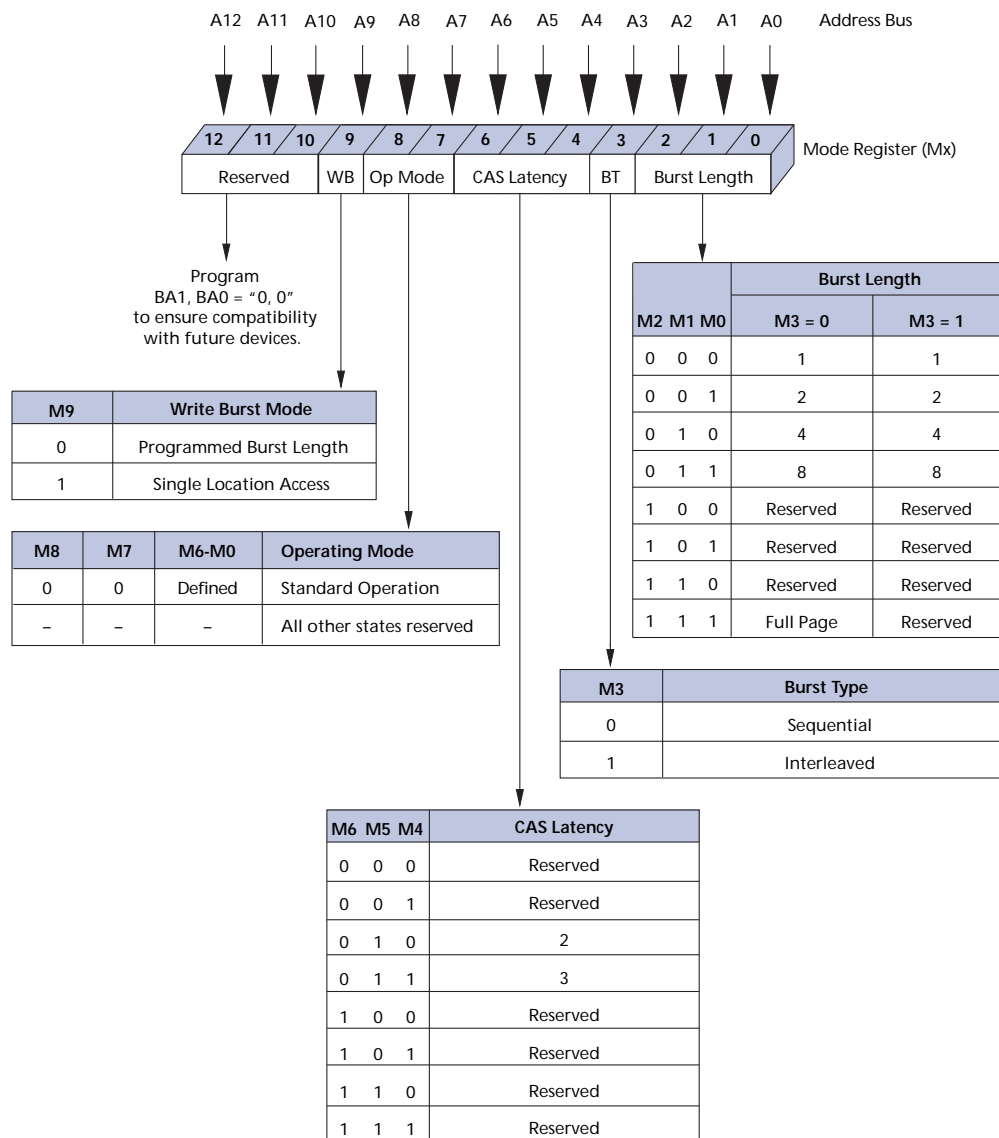 A12 A11 A10 A9 A8 A7 A6 A5 A4 A3 A2 A1 A0 Address Bus
12 11 10 9 8 7 6 5 4 3 2 1 0
Mode Register (Mx)
Reserved WB Op Mode CAS Latency BT Burst Length
Program
BA1, BA0 = “0, 0”
to ensure compatibility
with future devices.
Burst Length
M2 M1 M0 M3 = 0 M3 = 1
0 0 0 1 1
0 0 1 2 2
0 1 0 4 4
0 1 1 8 8
1 0 0 Reserved Reserved
1 0 1 Reserved Reserved
1 1 0 Reserved Reserved
1 1 1 Full Page Reserved
M9 Write Burst Mode
0 Programmed Burst Length
1 Single Location Access
M8 M7 M6-M0 Operating Mode
0 0 Defined Standard Operation
– – – All other states reserved
M3 Burst Type
0 Sequential
1 Interleaved
M6 M5 M4 CAS Latency
0 0 0 Reserved
0 0 1 Reserved
0 1 0 2
0 1 1 3
1 0 0 Reserved
1 0 1 Reserved
1 1 0 Reserved
1 1 1 Reserved